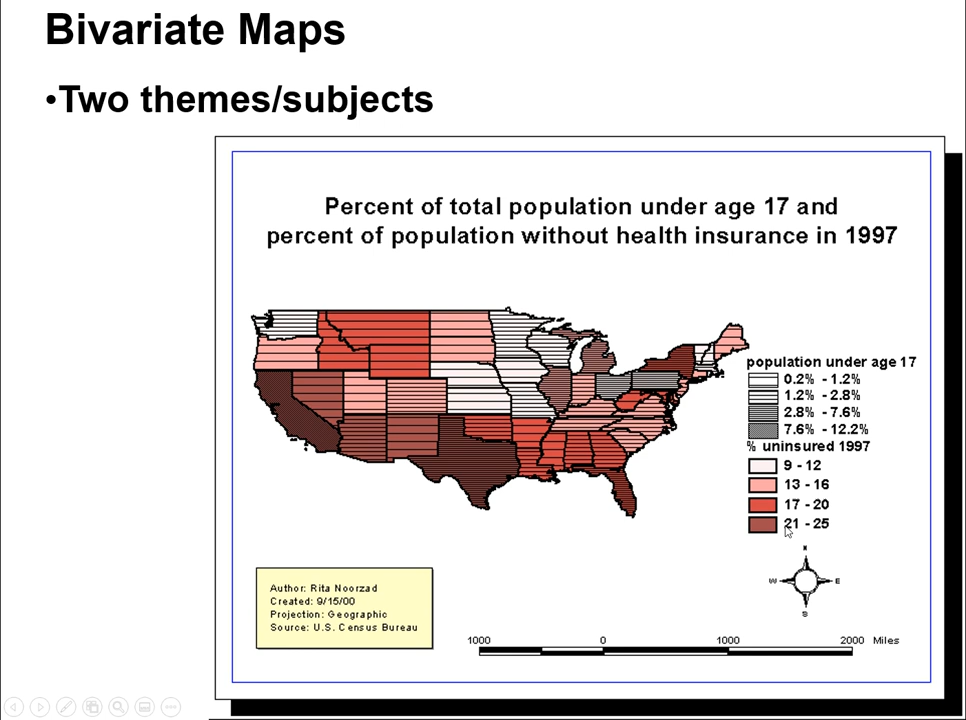 Bivariate Maps
•Two themes/subjects
Percent of total population under age 17 and
percent of population without health insurance in 1997
population under age 17
0.2% - 1.2%
1.2% - 2.8%
2.8% - 7.6%
7.6% - 12.2%
% uninsured 1997
9 - 12
13 - 16
17 - 20
21 - 25
N
W E
S
Author: Rita Noorzad
Created: 9/15/00
Projection: Geographic
Source: U.S. Census Bureau
1000 0 1000 2000 Miles